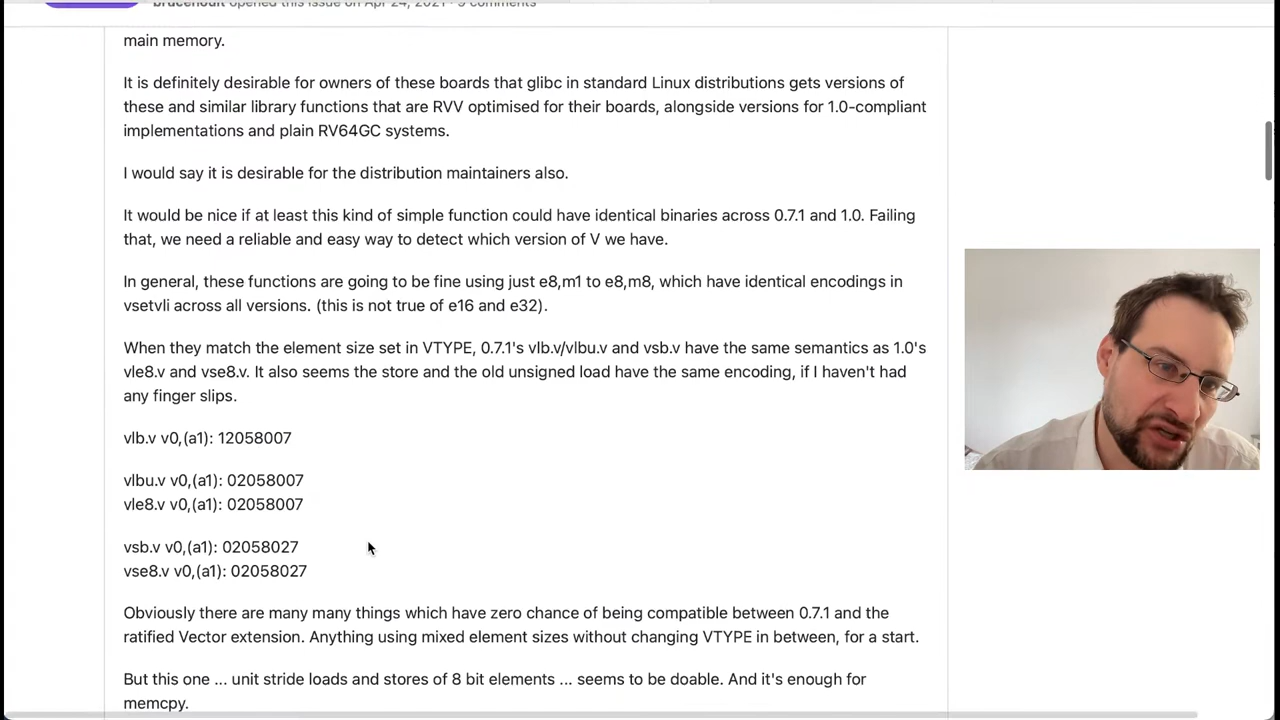 brucehoult opened this issue on Apr 24, 2021 · 9 comments
main memory.
It is definitely desirable for owners of these boards that glibc in standard Linux distributions gets versions of
these and similar library functions that are RVV optimised for their boards, alongside versions for 1.0-compliant
implementations and plain RV64GC systems.
I would say it is desirable for the distribution maintainers also.
It would be nice if at least this kind of simple function could have identical binaries across 0.7.1 and 1.0. Failing
that, we need a reliable and easy way to detect which version of V we have.
In general, these functions are going to be fine using just e8,m1 to e8,m8, which have identical encodings in
vsetvli across all versions. (this is not true of e16 and e32).
When they match the element size set in VTYPE, 0.7.1's vlb.v/vlbu.v and vsb.v have the same semantics as 1.0's
vle8.v and vse8.v. It also seems the store and the old unsigned load have the same encoding, if I haven't had
any finger slips.
vlb.v v0,(a1): 12058007
vlbu.v v0,(a1): 02058007
vle8.v v0,(a1): 02058007
vsb.v v0,(a1): 02058027
vse8.v v0,(a1): 02058027
Obviously there are many many things which have zero chance of being compatible between 0.7.1 and the
ratified Vector extension. Anything using mixed element sizes without changing VTYPE in between, for a start.
But this one ... unit stride loads and stores of 8 bit elements ... seems to be doable. And it's enough for
memcpy.